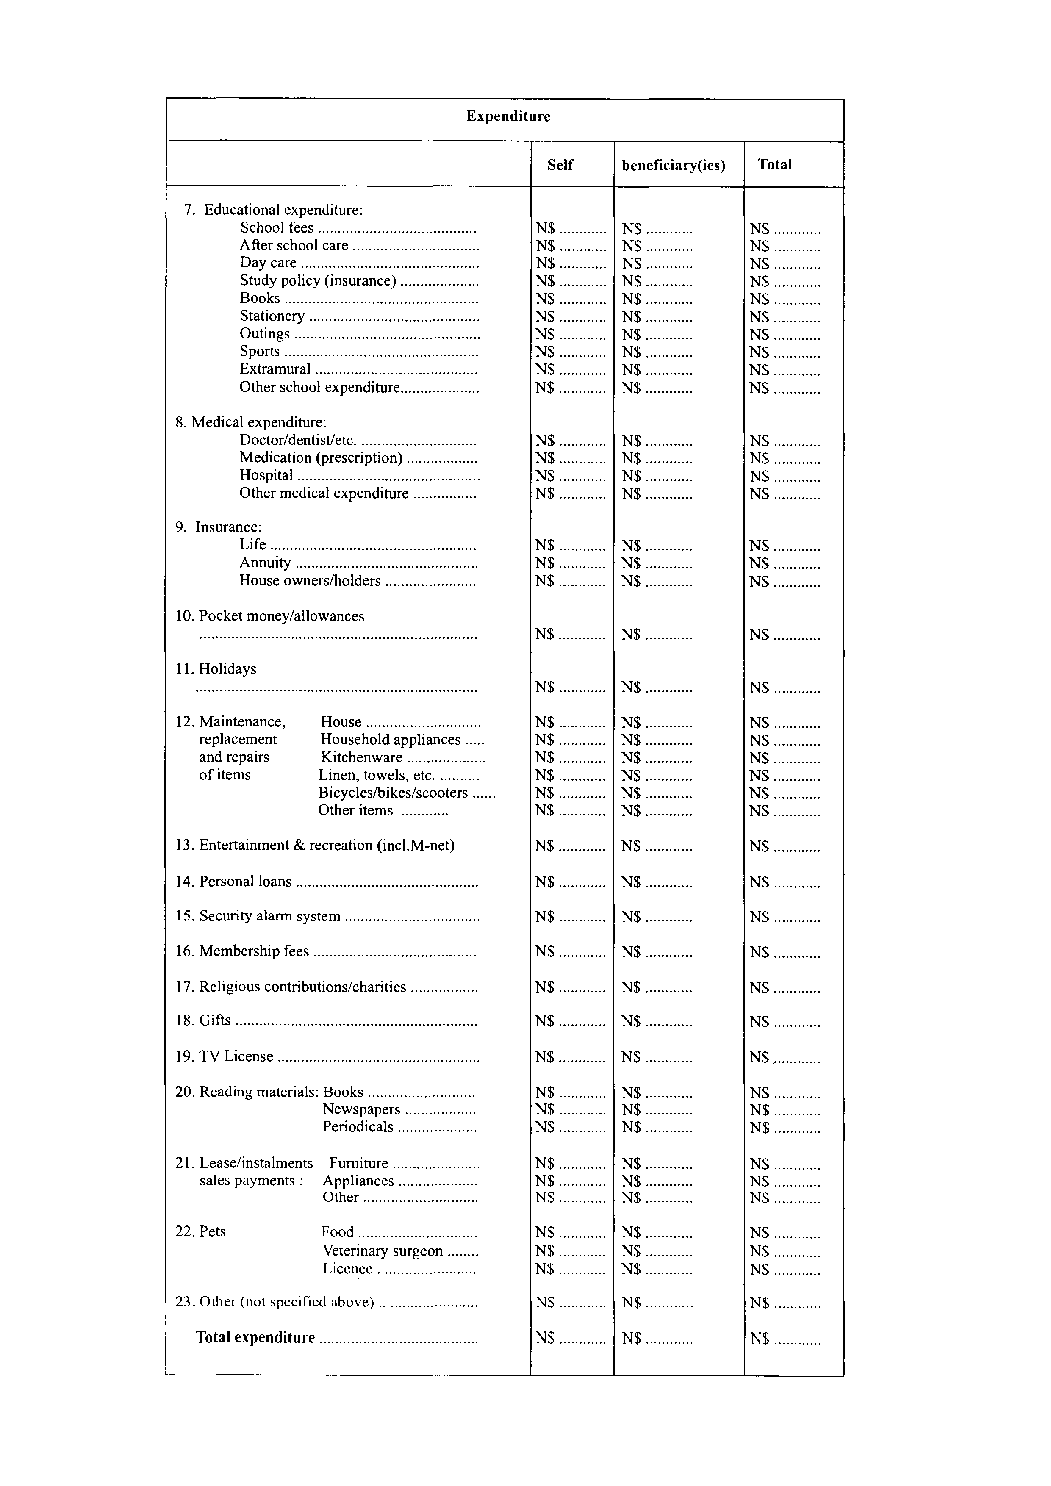 Expenditure
Self beneficiary(ies) Total
7. Educational expenditure:
School fees ........................................ N$ ............ N$ ............ N$ ............
After school care ................................ N$ ............ N$ ............ N$ ............
Day care ............................................. N$ ............ N$ ............ N$ ............
Study policy (insurance) .................... N$ ............ N$ ............ N$ ............
Books ................................................. N$ ............ N$ ............ N$ ............
Stationery ........................................... N$ ............ N$ ............ N$ ............
Outings ............................................... N$ ............ N$ ............ N$ ............
Sports ................................................. N$ ............ N$ ............ N$ ............
Extramural ......................................... N$ ............ N$ ............ N$ ............
Other school expenditure.................... N$ ............ N$ ............ N$ ............
8. Medical expenditure:
Doctor/dentist/etc. ............................. N$ ............ N$ ............ N$ ............
Medication (prescription) .................. N$ ............ N$ ............ N$ ............
Hospital .............................................. N$ ............ N$ ............ N$ ............
Other medical expenditure ................ N$ ............ N$ ............ N$ ............
9. Insurance:
Life .................................................... N$ ............ N$ ............ N$ ............
Annuity .............................................. N$ ............ N$ ............ N$ ............
House owners/holders ....................... N$ ............ N$ ............ N$ ............
10. Pocket money/allowances
...................................................................... N$ ............ N$ ............ N$ ............
11. Holidays
....................................................................... N$ ............ N$ ............ N$ ............
12. Maintenance, House ............................. N$ ............ N$ ............ N$ ............
replacement Household appliances ..... N$ ............ N$ ............ N$ ............
and repairs Kitchenware .................... N$ ............ N$ ............ N$ ............
of items Linen, towels, etc. .......... N$ ............ N$ ............ N$ ............
Bicycles/bikes/scooters ...... N$ ............ N$ ............ N$ ............
Other items ............ N$ ............ N$ ............ N$ ............
13. Entertainment & recreation (incl.M-net) N$ ............ N$ ............ N$ ............
14. Personal loans .............................................. N$ ............ N$ ............ N$ ............
15. Security alarm system .................................. N$ ............ N$ ............ N$ ............
16. Membership fees ......................................... N$ ............ N$ ............ N$ ............
17. Religious contributions/charities ................. N$ ............ N$ ............ N$ ............
18. Gifts ............................................................. N$ ............ N$ ............ N$ ............
19. TV License ................................................... N$ ............ N$ ............ N$ ............
20. Reading materials: Books ........................... N$ ............ N$ ............ N$ ............
Newspapers .................. N$ ............ N$ ............ N$ ............
Periodicals .................... N$ ............ N$ ............ N$ ............
21. Lease/instalments Furniture ...................... N$ ............ N$ ............ N$ ............
sales payments : Appliances .................... N$ ............ N$ ............ N$ ............
Other ............................. N$ ............ N$ ............ N$ ............
22. Pets Food .............................. N$ ............ N$ ............ N$ ............
Veterinary surgeon ........ N$ ............ N$ ............ N$ ............
Licence ......................... N$ ............ N$ ............ N$ ............
23. Other (not specified above) ......................... N$ ............ N$ ............ N$ ............
Total expenditure ........................................ N$ ............ N$ ............ N$ ............